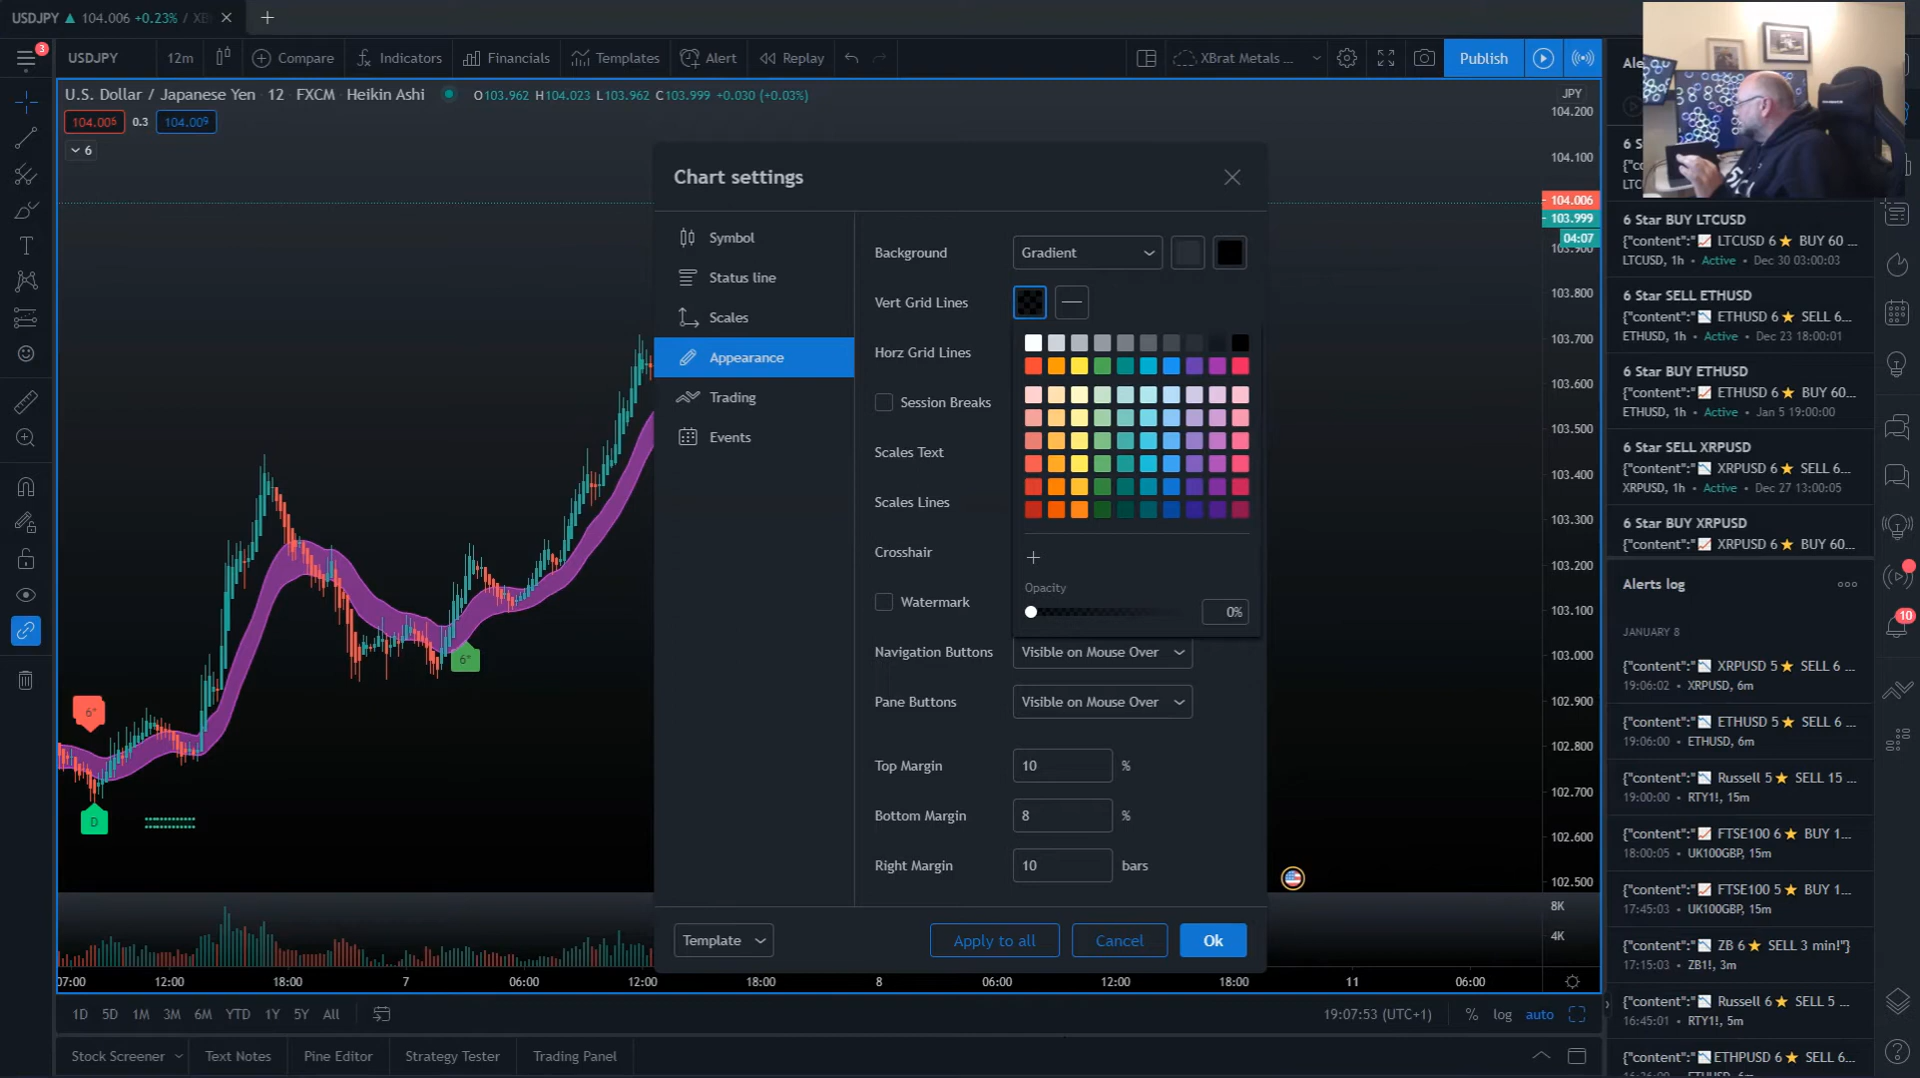 USDJPY ▲ 104.006 +0.23% / XB
3
USDJPY 12m Compare Indicators Financials Templates Alert Replay XBrat Metals ... Publish
U.S. Dollar / Japanese Yen · 12 · FXCM · Heikin Ashi O103.962 H104.023 L103.962 C103.999 +0.030 (+0.03%)
104.006 0.3 104.009
6
JPY
104.200
104.100
104.006
103.999
04:07
103.900
103.800
103.700
103.600
103.500
103.400
103.300
103.200
103.100
103.000
102.900
102.800
102.700
102.600
102.500
8K
4K
6*
D
6*
Chart settings
Symbol
Status line
Scales
Appearance
Trading
Events
Background Gradient
Vert Grid Lines
Horz Grid Lines
Session Breaks
Scales Text
Scales Lines
Crosshair
Watermark
Opacity
0%
Navigation Buttons Visible on Mouse Over
Pane Buttons Visible on Mouse Over
Top Margin 10 %
Bottom Margin 8 %
Right Margin 10 bars
Template Apply to all Cancel Ok
07:00 12:00 18:00 7 06:00 12:00 18:00 8 06:00 12:00 18:00 11 06:00
1D 5D 1M 3M 6M YTD 1Y 5Y All 19:07:53 (UTC+1) % log auto
Stock Screener Text Notes Pine Editor Strategy Tester Trading Panel
6 Star BUY LTCUSD
{"content":"📈 LTCUSD 6⭐ BUY 60 ...
LTCUSD, 1h • Active • Dec 30 03:00:03
6 Star SELL ETHUSD
{"content":"📉 ETHUSD 6⭐ SELL 6...
ETHUSD, 1h • Active • Dec 23 18:00:01
6 Star BUY ETHUSD
{"content":"📈 ETHUSD 6⭐ BUY 60...
ETHUSD, 1h • Active • Jan 5 19:00:00
6 Star SELL XRPUSD
{"content":"📉 XRPUSD 6⭐ SELL 6...
XRPUSD, 1h • Active • Dec 27 13:00:05
6 Star BUY XRPUSD
{"content":"📈 XRPUSD 6⭐ BUY 60...
Alerts log
JANUARY 8
{"content":"📉 XRPUSD 5⭐ SELL 6 ...
19:06:02 • XRPUSD, 6m
{"content":"📉 ETHUSD 5⭐ SELL 6 ...
19:06:00 • ETHUSD, 6m
{"content":"📉 Russell 5⭐ SELL 15 ...
19:00:00 • RTY1!, 15m
{"content":"📈 FTSE100 6⭐ BUY 1...
18:00:05 • UK100GBP, 15m
{"content":"📈 FTSE100 5⭐ BUY 1...
17:45:03 • UK100GBP, 15m
{"content":"📉 ZB 6⭐ SELL 3 min!"}
17:15:03 • ZB1!, 3m
{"content":"📉 Russell 6⭐ SELL 5 ...
16:45:01 • RTY1!, 5m
{"content":"📉ETHPUSD 6⭐ SELL 6...
10